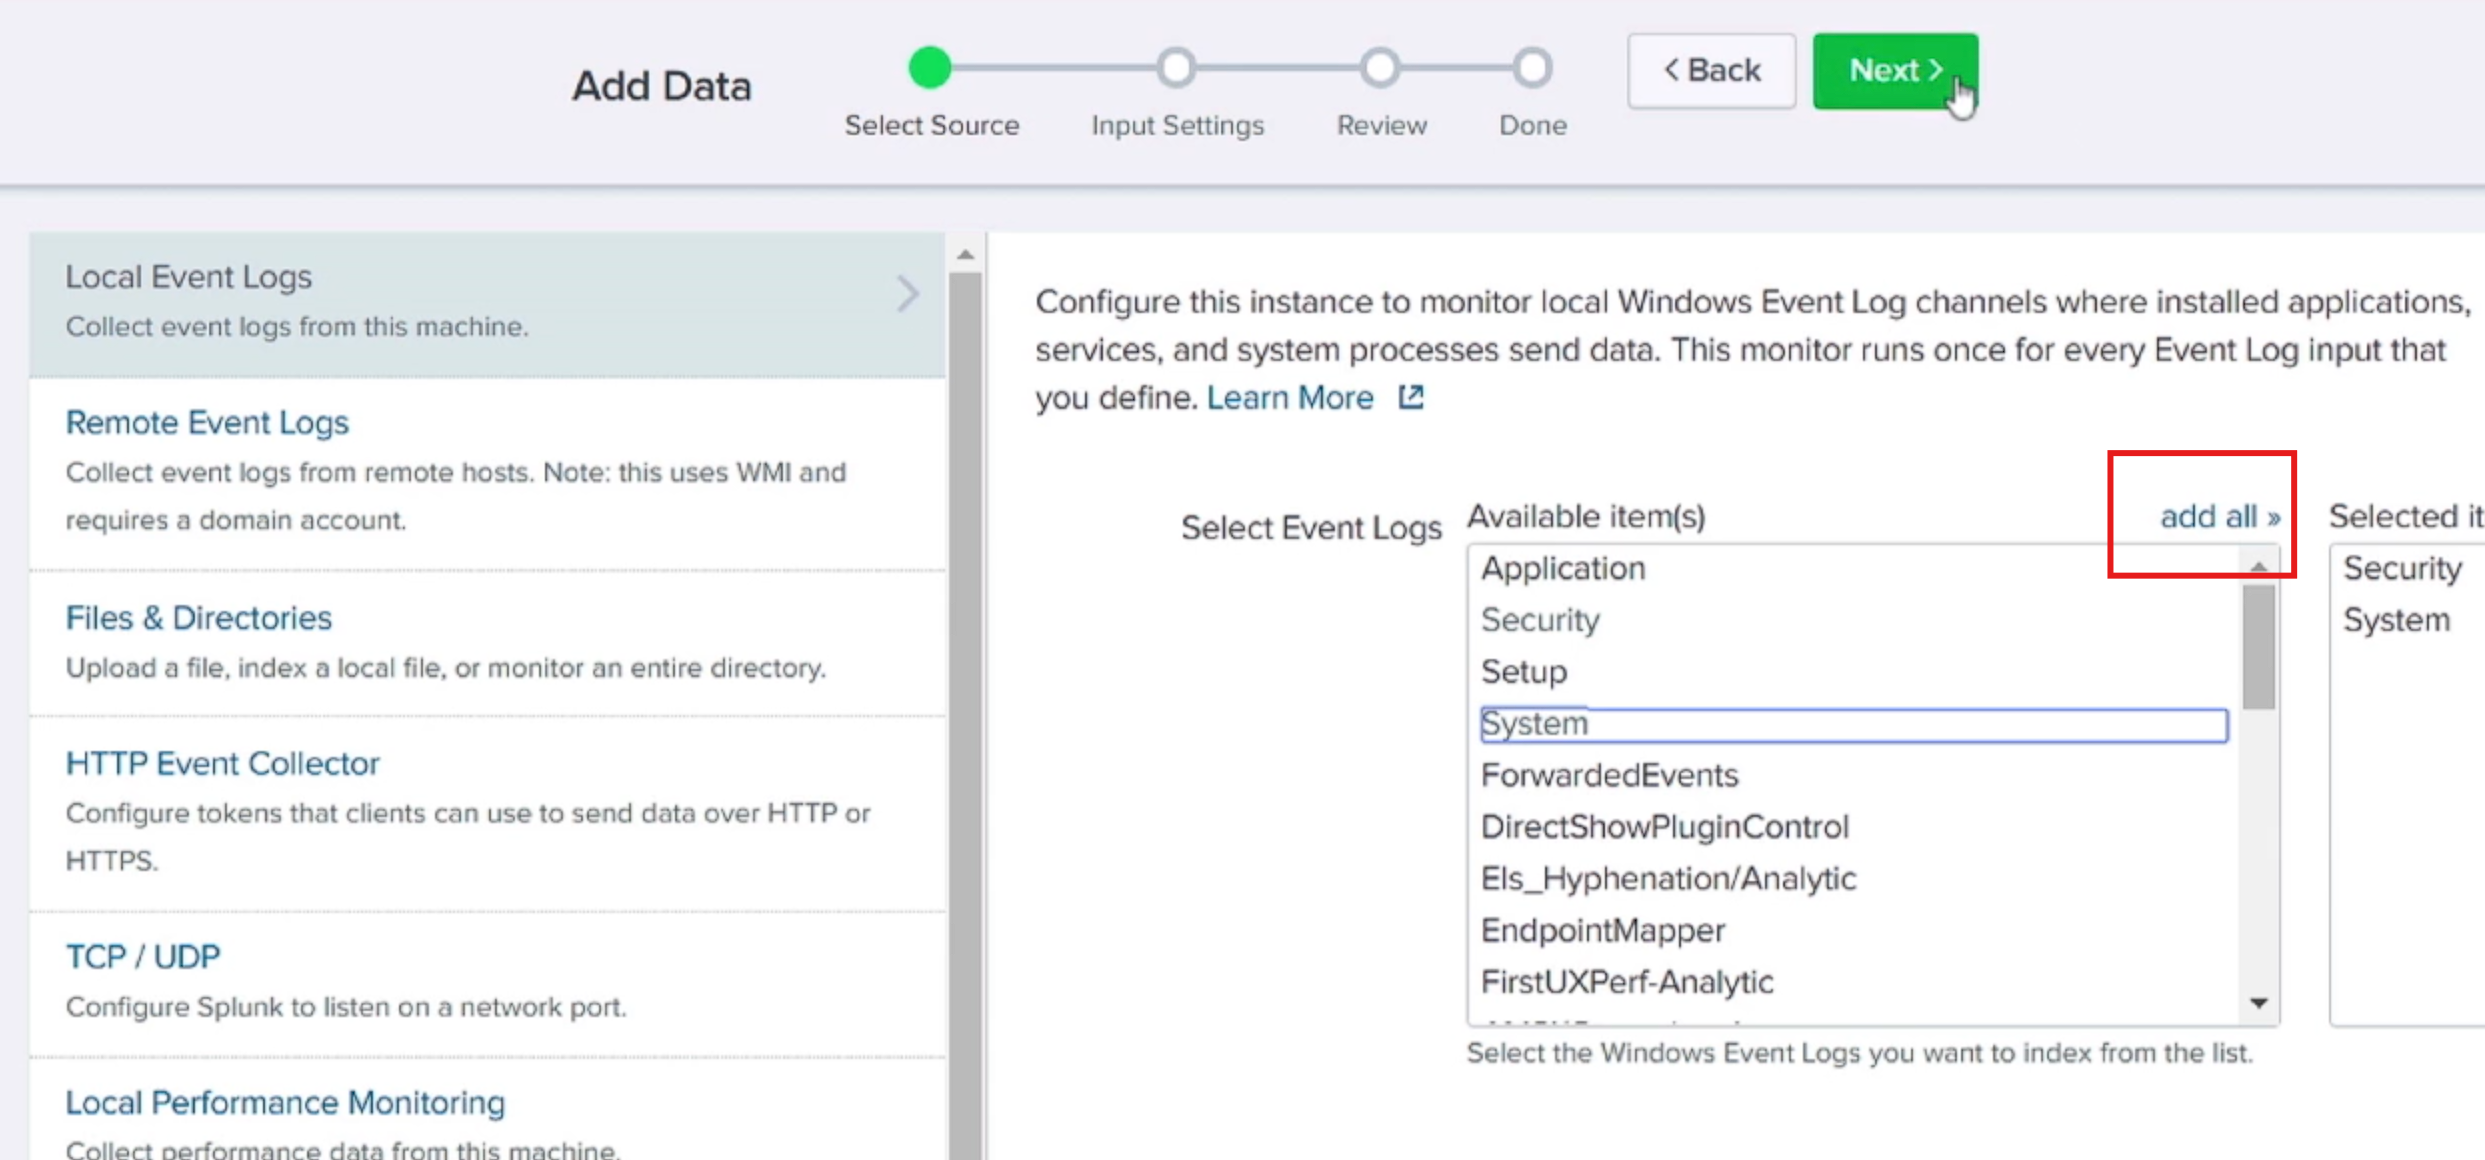 Add Data
Select Source
Input Settings
Review
Done
< Back
Next >
Local Event Logs
Collect event logs from this machine.
Remote Event Logs
Collect event logs from remote hosts. Note: this uses WMI and
requires a domain account.
Files & Directories
Upload a file, index a local file, or monitor an entire directory.
HTTP Event Collector
Configure tokens that clients can use to send data over HTTP or
HTTPS.
TCP / UDP
Configure Splunk to listen on a network port.
Local Performance Monitoring
Collect performance data from this machine.
Configure this instance to monitor local Windows Event Log channels where installed applications,
services, and system processes send data. This monitor runs once for every Event Log input that
you define. Learn More
Select Event Logs
Available item(s)
add all »
Application
Security
Setup
System
ForwardedEvents
DirectShowPluginControl
Els_Hyphenation/Analytic
EndpointMapper
FirstUXPerf-Analytic
Select the Windows Event Logs you want to index from the list.
Selected it
Security
System